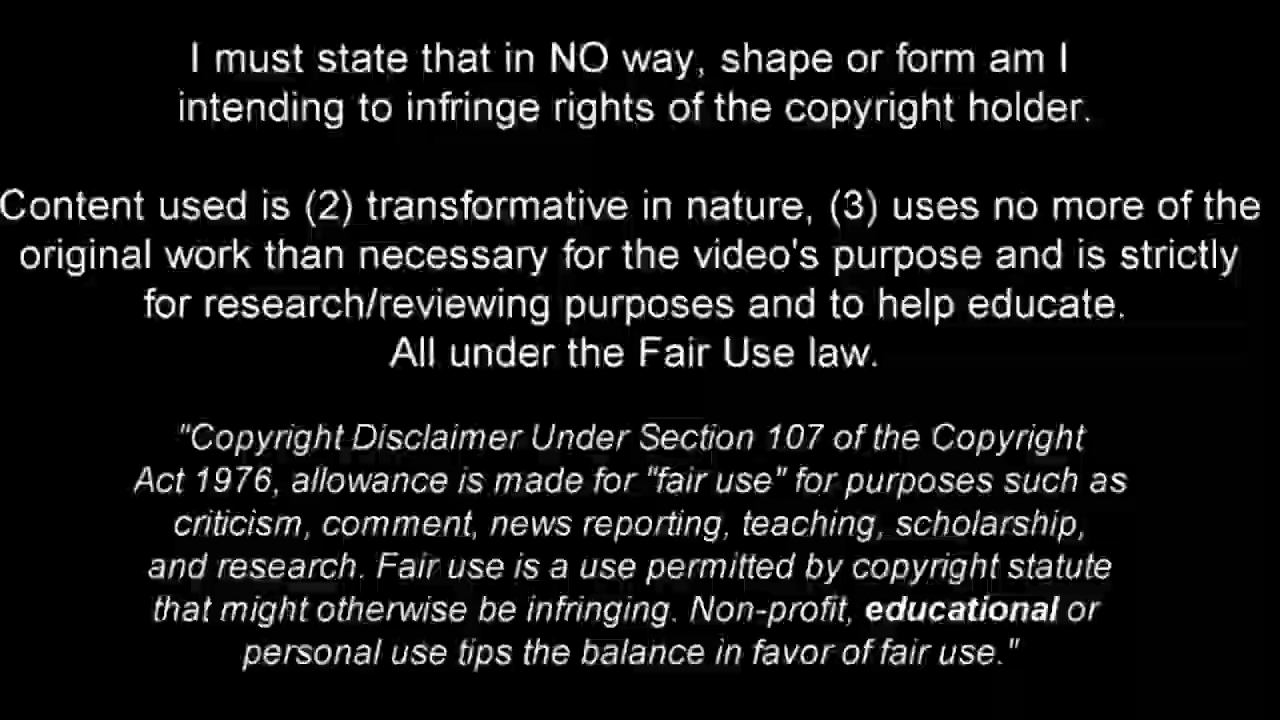 I must state that in NO way, shape or form am I
intending to infringe rights of the copyright holder.
Content used is (2) transformative in nature, (3) uses no more of the
original work than necessary for the video's purpose and is strictly
for research/reviewing purposes and to help educate.
All under the Fair Use law.
"Copyright Disclaimer Under Section 107 of the Copyright
Act 1976, allowance is made for "fair use" for purposes such as
criticism, comment, news reporting, teaching, scholarship,
and research. Fair use is a use permitted by copyright statute
that might otherwise be infringing. Non-profit, educational or
personal use tips the balance in favor of fair use."